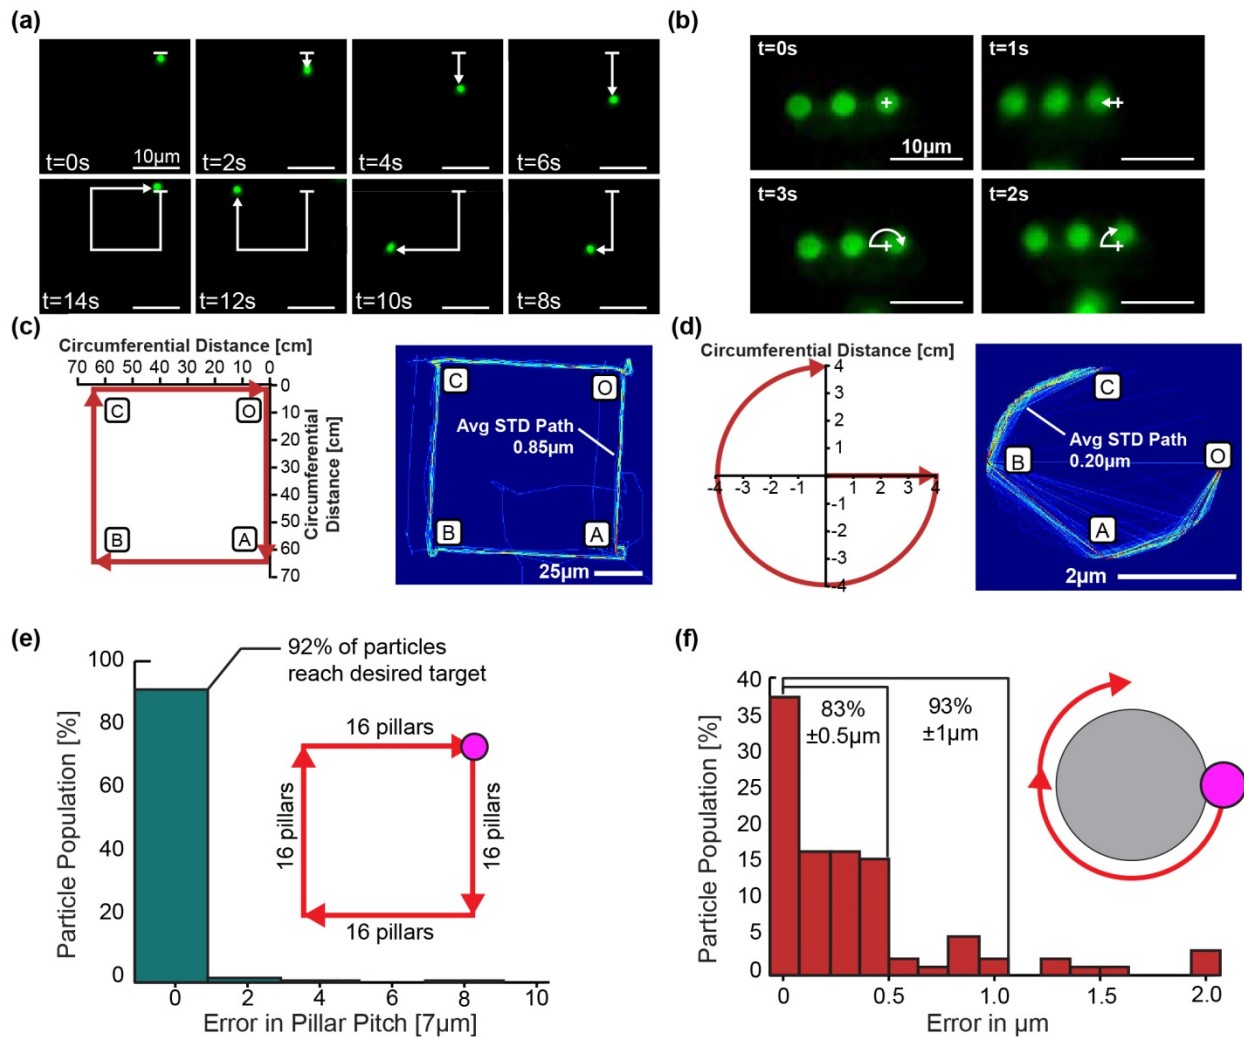 (a)
t=0s
10μm
t=2s
t=4s
t=6s
t=14s
t=12s
t=10s
t=8s
(b)
t=0s
10μm
t=1s
t=3s
t=2s
(c)
Circumferential Distance [cm]
70 60 50 40 30 20 10 0
0
10
20
30
40
50
60
70
Circumferential
Distance [cm]
C
O
B
A
C
O
Avg STD Path
0.85μm
B
A
25μm
(d)
Circumferential Distance [cm]
4
3
2
1
-4 -3 -2 -1
1 2 3 4
-1
-2
-3
-4
C
Avg STD Path
0.20μm
O
B
A
2μm
(e)
92% of particles
reach desired target
100
80
60
40
20
0
Particle Population [%]
16 pillars
16 pillars
16 pillars
16 pillars
0 2 4 6 8 10
Error in Pillar Pitch [7μm]
(f)
40
35
30
25
20
15
10
5
0
Particle Population [%]
83%
±0.5μm
93%
±1μm
0 0.5 1.0 1.5 2.0
Error in μm